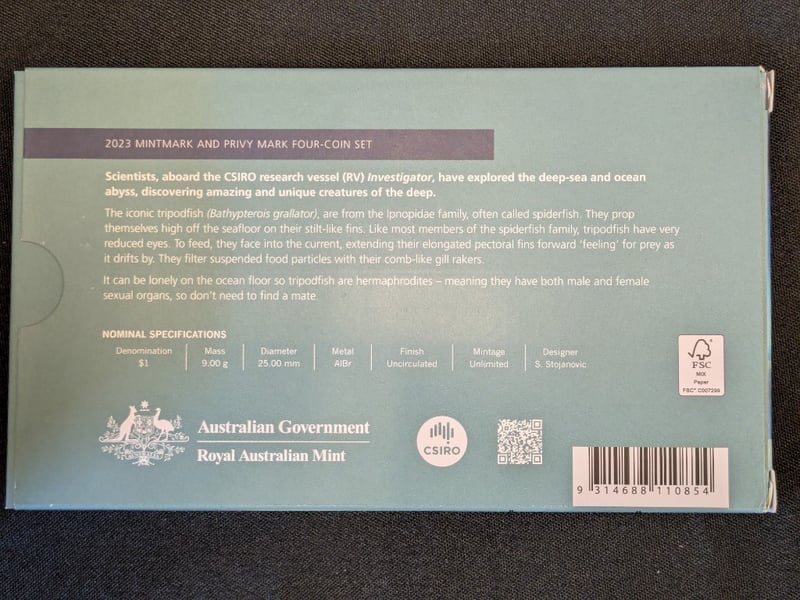 2023 MINTMARK AND PRIVY MARK FOUR-COIN SET
Scientists, aboard the CSIRO research vessel (RV) Investigator, have explored the deep-sea and ocean
abyss, discovering amazing and unique creatures of the deep.
The iconic tripodfish (Bathypterois grallator), are from the Ipnopidae family, often called spiderfish. They prop
themselves high off the seafloor on their stilt-like fins. Like most members of the spiderfish family, tripodfish have very
reduced eyes. To feed, they face into the current, extending their elongated pectoral fins forward 'feeling' for prey as
it drifts by. They filter suspended food particles with their comb-like gill rakers.
It can be lonely on the ocean floor so tripodfish are hermaphrodites – meaning they have both male and female
sexual organs, so don't need to find a mate.
NOMINAL SPECIFICATIONS
Denomination Mass Diameter Metal Finish Mintage Designer
$1 9.00 g 25.00 mm AlBr Uncirculated Unlimited S. Stojanovic
FSC
MIX
Paper
FSC® C007296
Australian Government
Royal Australian Mint
CSIRO
9 314688 110854